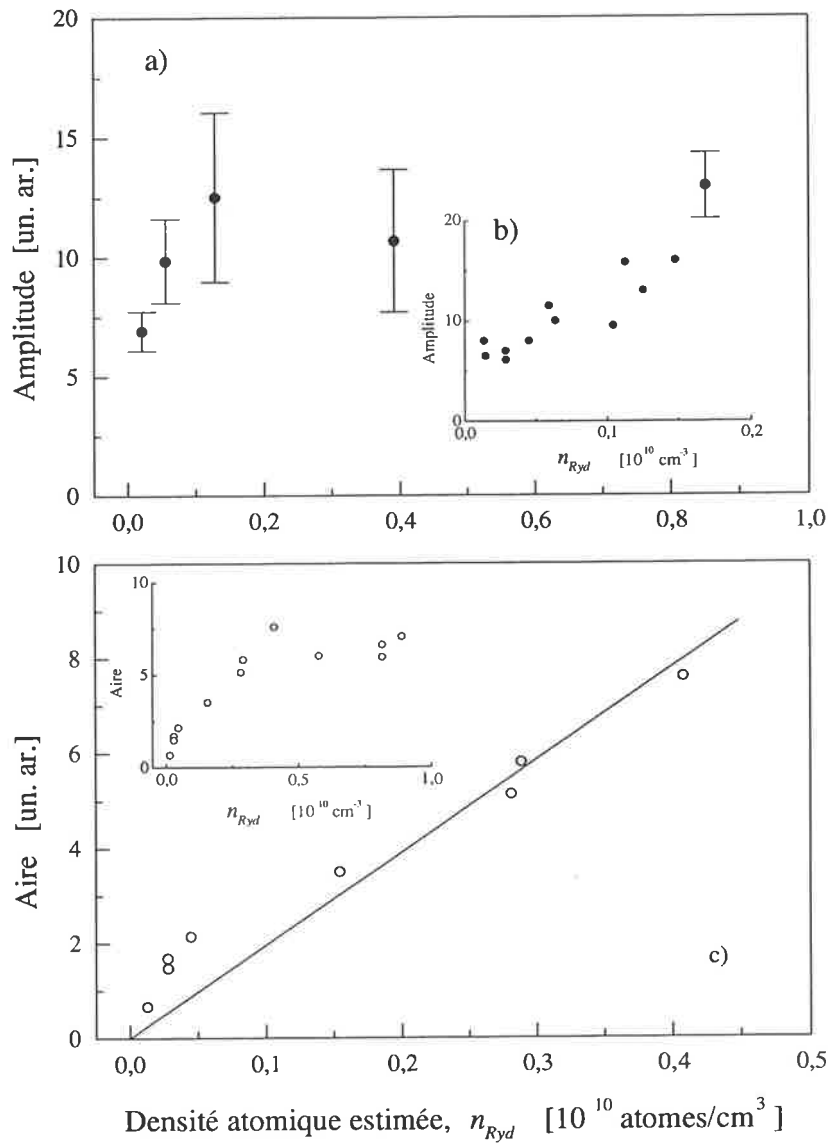 20
15
10
5
0
Amplitude [un. ar.]
a)
b)
20
10
0
Amplitude
0,0 0,1 0,2
n_Ryd [10^10 cm^-3]
0,0 0,2 0,4 0,6 0,8 1,0
10
8
6
4
2
0
Aire [un. ar.]
10
5
0
Aire
0,0 0,5 1,0
n_Ryd [10^10 cm^-3]
c)
0,0 0,1 0,2 0,3 0,4 0,5
Densité atomique estimée, n_Ryd [10^10 atomes/cm^3]